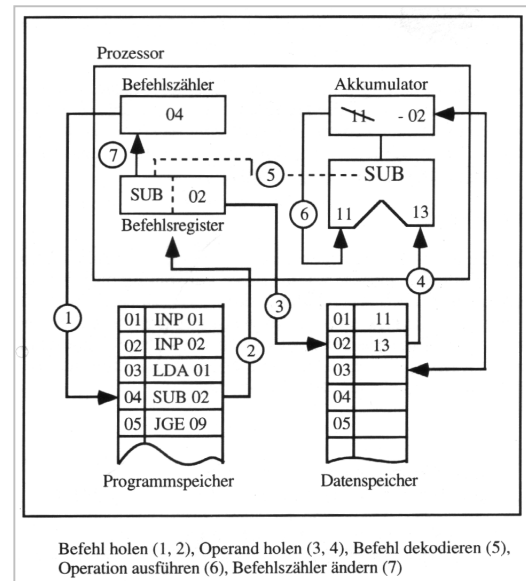 Prozessor
Befehlszähler
Akkumulator
04
11 - 02
7
5
SUB
SUB 02
6
11 13
Befehlsregister
3
4
1
2
01 INP 01
02 INP 02
03 LDA 01
04 SUB 02
05 JGE 09
01 11
02 13
03
04
05
Programmspeicher
Datenspeicher
Befehl holen (1, 2), Operand holen (3, 4), Befehl dekodieren (5),
Operation ausführen (6), Befehlszähler ändern (7)